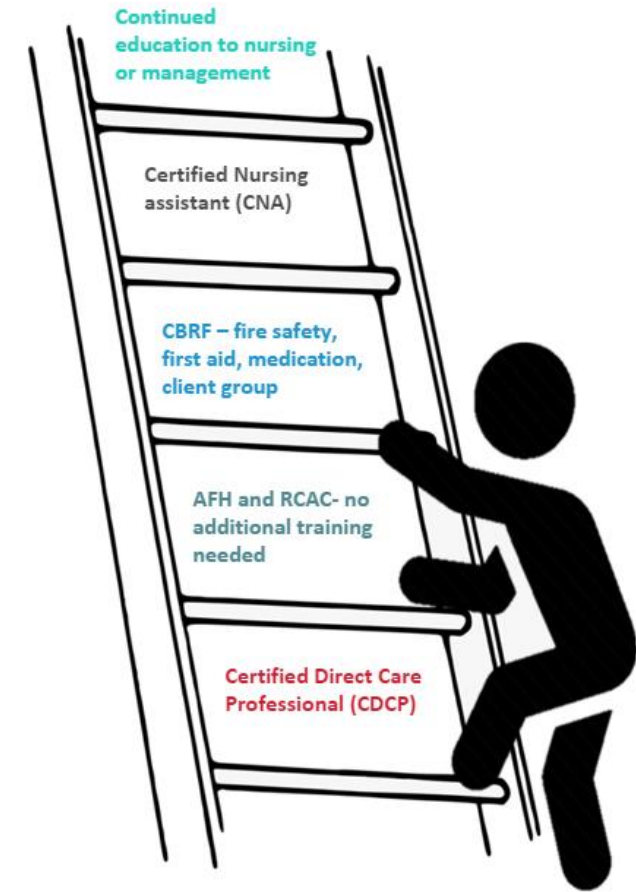 Continued
education to nursing
or management
Certified Nursing
assistant (CNA)
CBRF – fire safety,
first aid, medication,
client group
AFH and RCAC- no
additional training
needed
Certified Direct Care
Professional (CDCP)